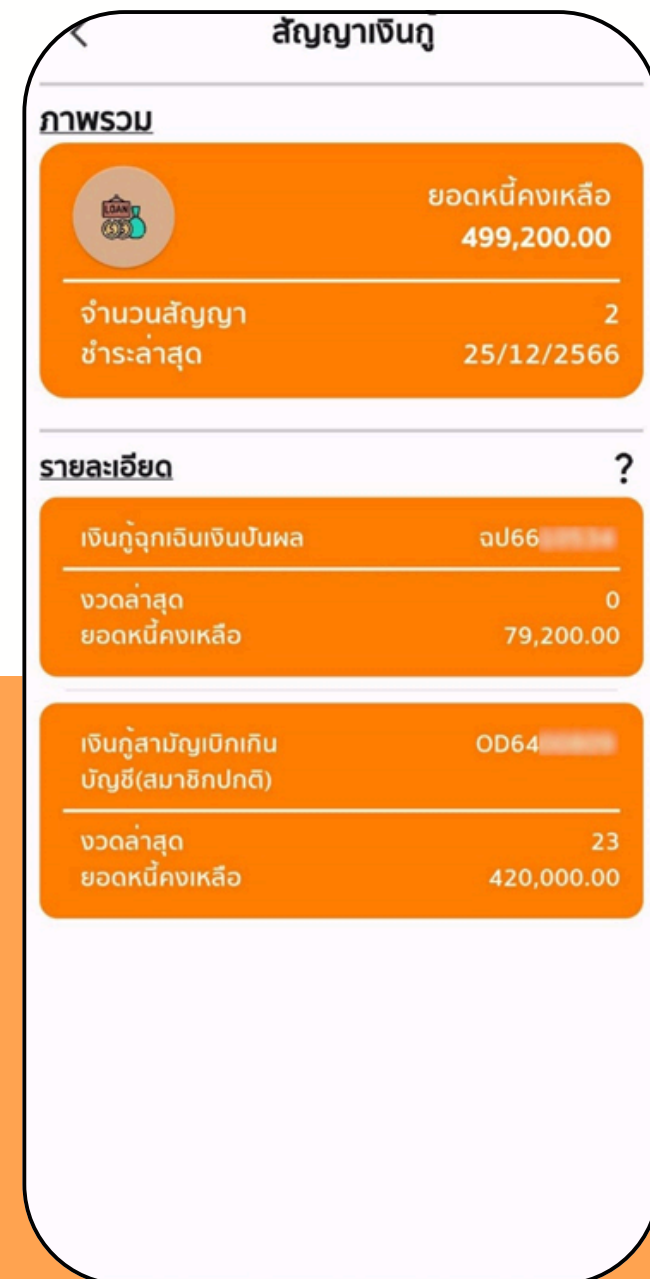 สัญญาเงินกู้
ภาพรวม
LOAN
ยอดหนี้คงเหลือ
499,200.00
จำนวนสัญญา 2
ชำระล่าสุด 25/12/2566
รายละเอียด ?
เงินกู้ฉุกเฉินเงินปันผล ฉป66
งวดล่าสุด 0
ยอดหนี้คงเหลือ 79,200.00
เงินกู้สามัญเบิกเกิน OD64
บัญชี(สมาชิกปกติ)
งวดล่าสุด 23
ยอดหนี้คงเหลือ 420,000.00